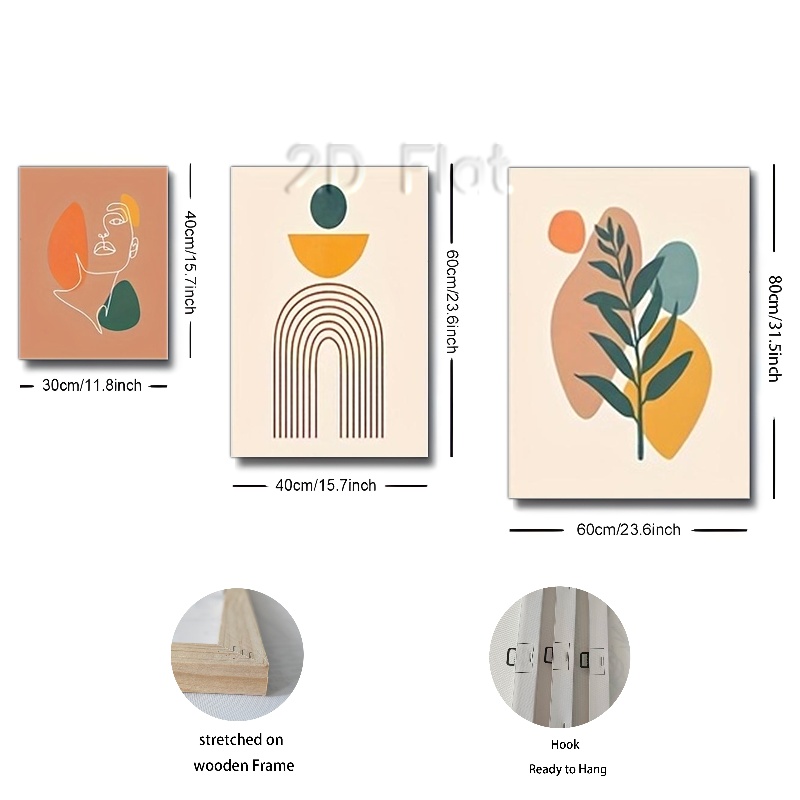 2D Flat
40cm/15.7inch
30cm/11.8inch
60cm/23.6inch
40cm/15.7inch
80cm/31.5inch
60cm/23.6inch
stretched on
wooden Frame
Hook
Ready to Hang